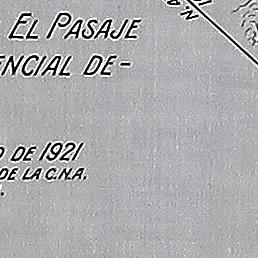 EL PASAJE
ENCIAL DE-
O DE 1921
DE LA C.N.A.